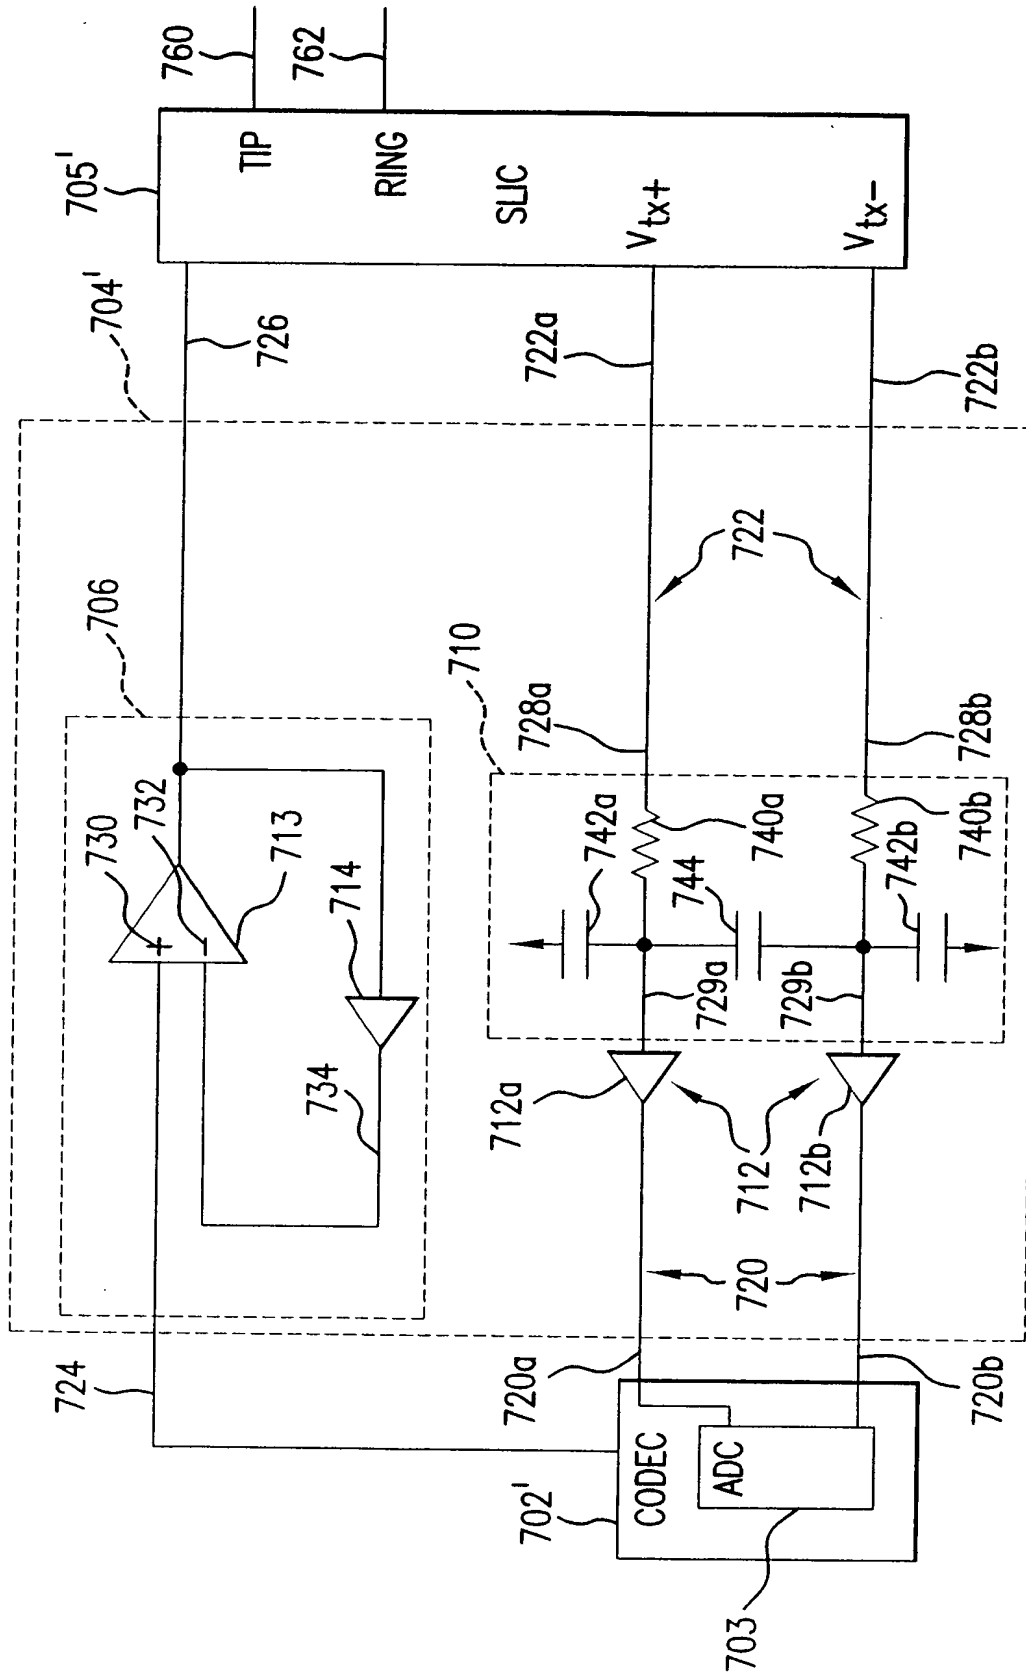 760
762
705'
TIP
RING
SLIC
Vtx+
Vtx-
704'
726
722a
722b
722
706
710
728a
728b
730
+
732
-
713
714
734
742a
740a
744
742b
740b
729a
729b
712a
712
712b
720
724
720a
720b
702'
CODEC
ADC
703